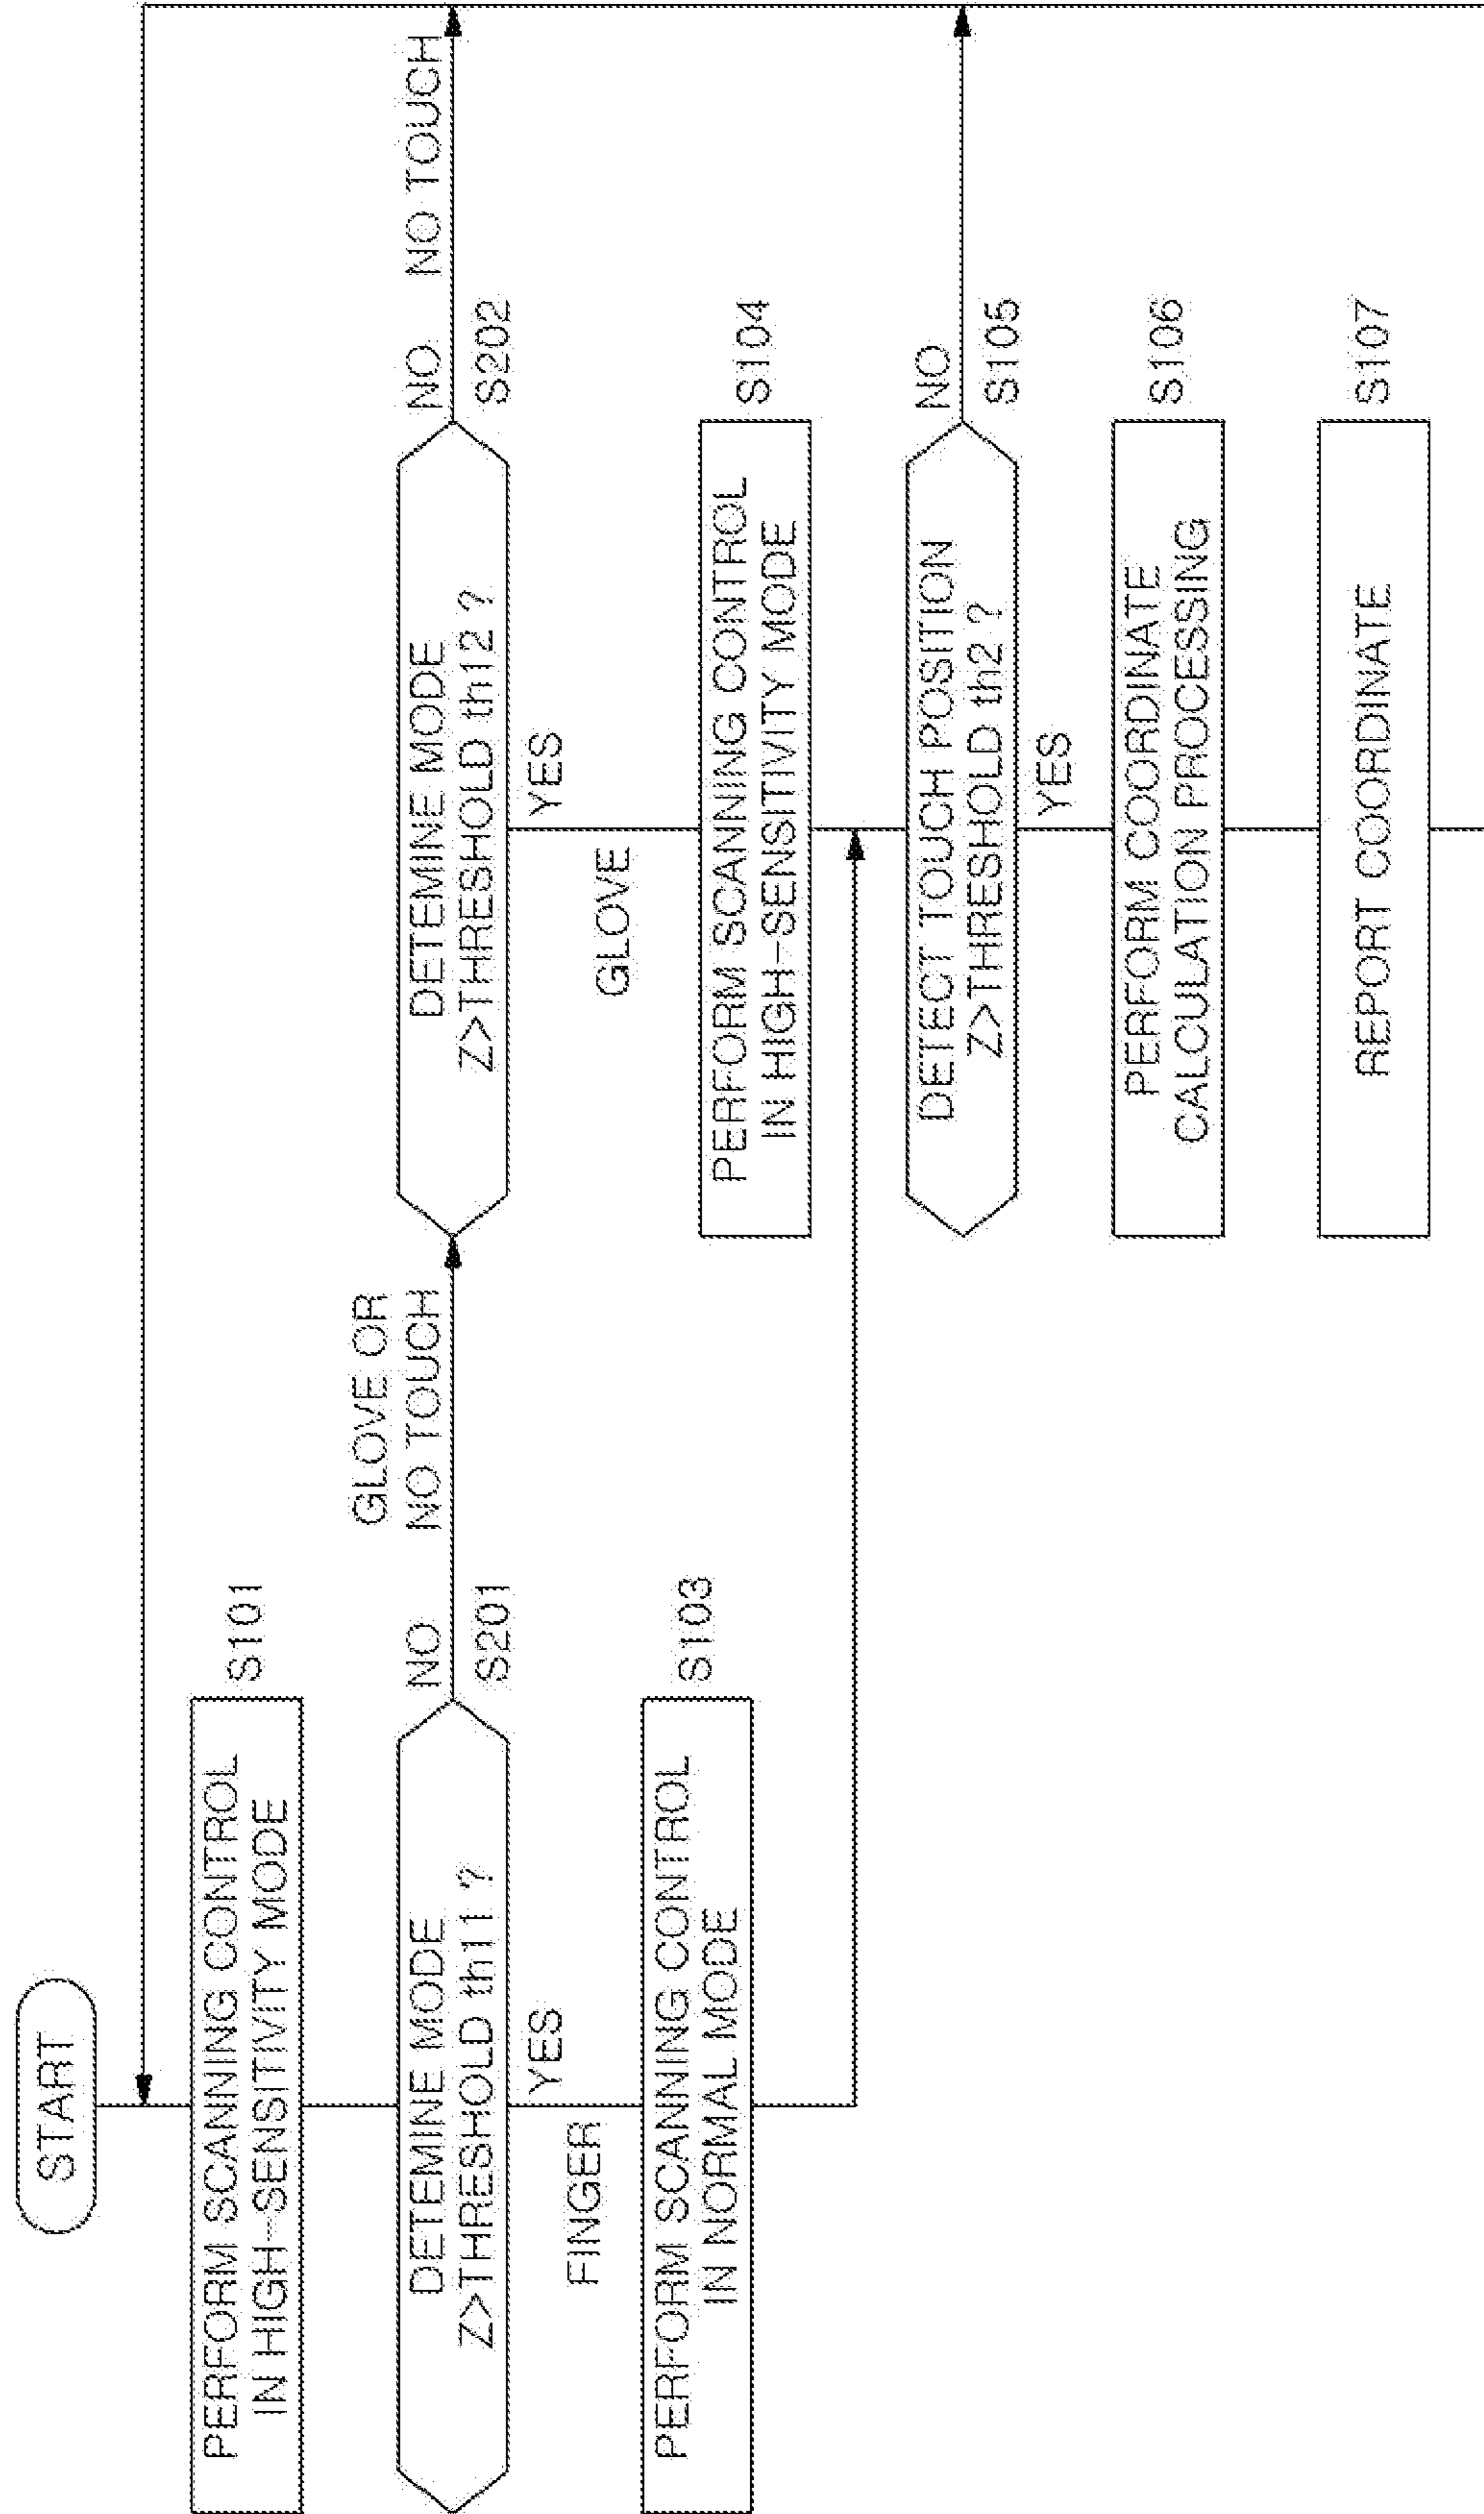 START
PERFORM SCANNING CONTROL
IN HIGH-SENSITIVITY MODE
S101
DETEMINE MODE
Z>THRESHOLD th11 ?
NO
S201
GLOVE OR
NO TOUCH
YES
FINGER
PERFORM SCANNING CONTROL
IN NORMAL MODE
S103
DETEMINE MODE
Z>THRESHOLD th12 ?
NO
NO TOUCH
S202
YES
GLOVE
PERFORM SCANNING CONTROL
IN HIGH-SENSITIVITY MODE
S104
DETECT TOUCH POSITION
Z>THRESHOLD th2 ?
NO
S105
YES
PERFORM COORDINATE
CALCULATION PROCESSING
S106
REPORT COORDINATE
S107